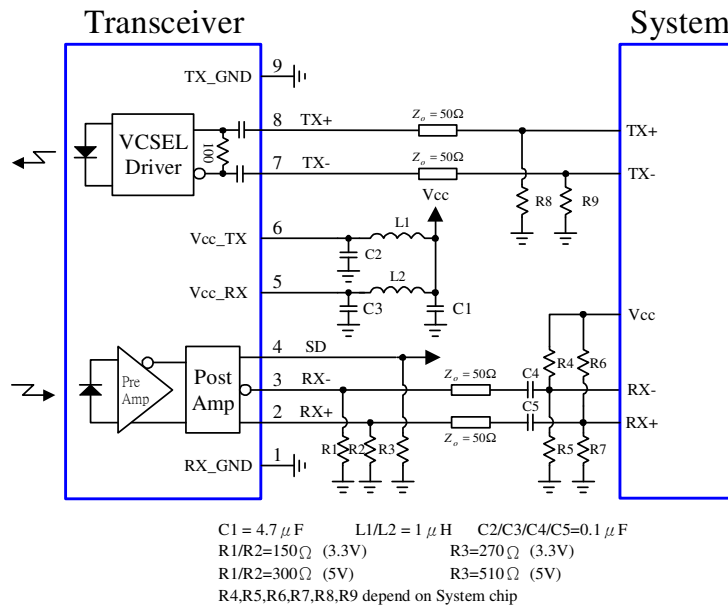 Transceiver
System
TX_GND
9
VCSEL
Driver
100
8
TX+
Z_o = 50Ω
TX+
7
TX-
Z_o = 50Ω
TX-
R8
R9
Vcc
Vcc_TX
6
L1
C2
Vcc_RX
5
L2
C3
C1
Vcc
4
SD
Pre
Amp
Post
Amp
3
RX-
Z_o = 50Ω
C4
R4
R6
RX-
2
RX+
Z_o = 50Ω
C5
RX+
R1
R2
R3
R5
R7
RX_GND
1
C1 = 4.7 μF L1/L2 = 1 μH C2/C3/C4/C5=0.1 μF
R1/R2=150Ω (3.3V) R3=270Ω (3.3V)
R1/R2=300Ω (5V) R3=510Ω (5V)
R4,R5,R6,R7,R8,R9 depend on System chip